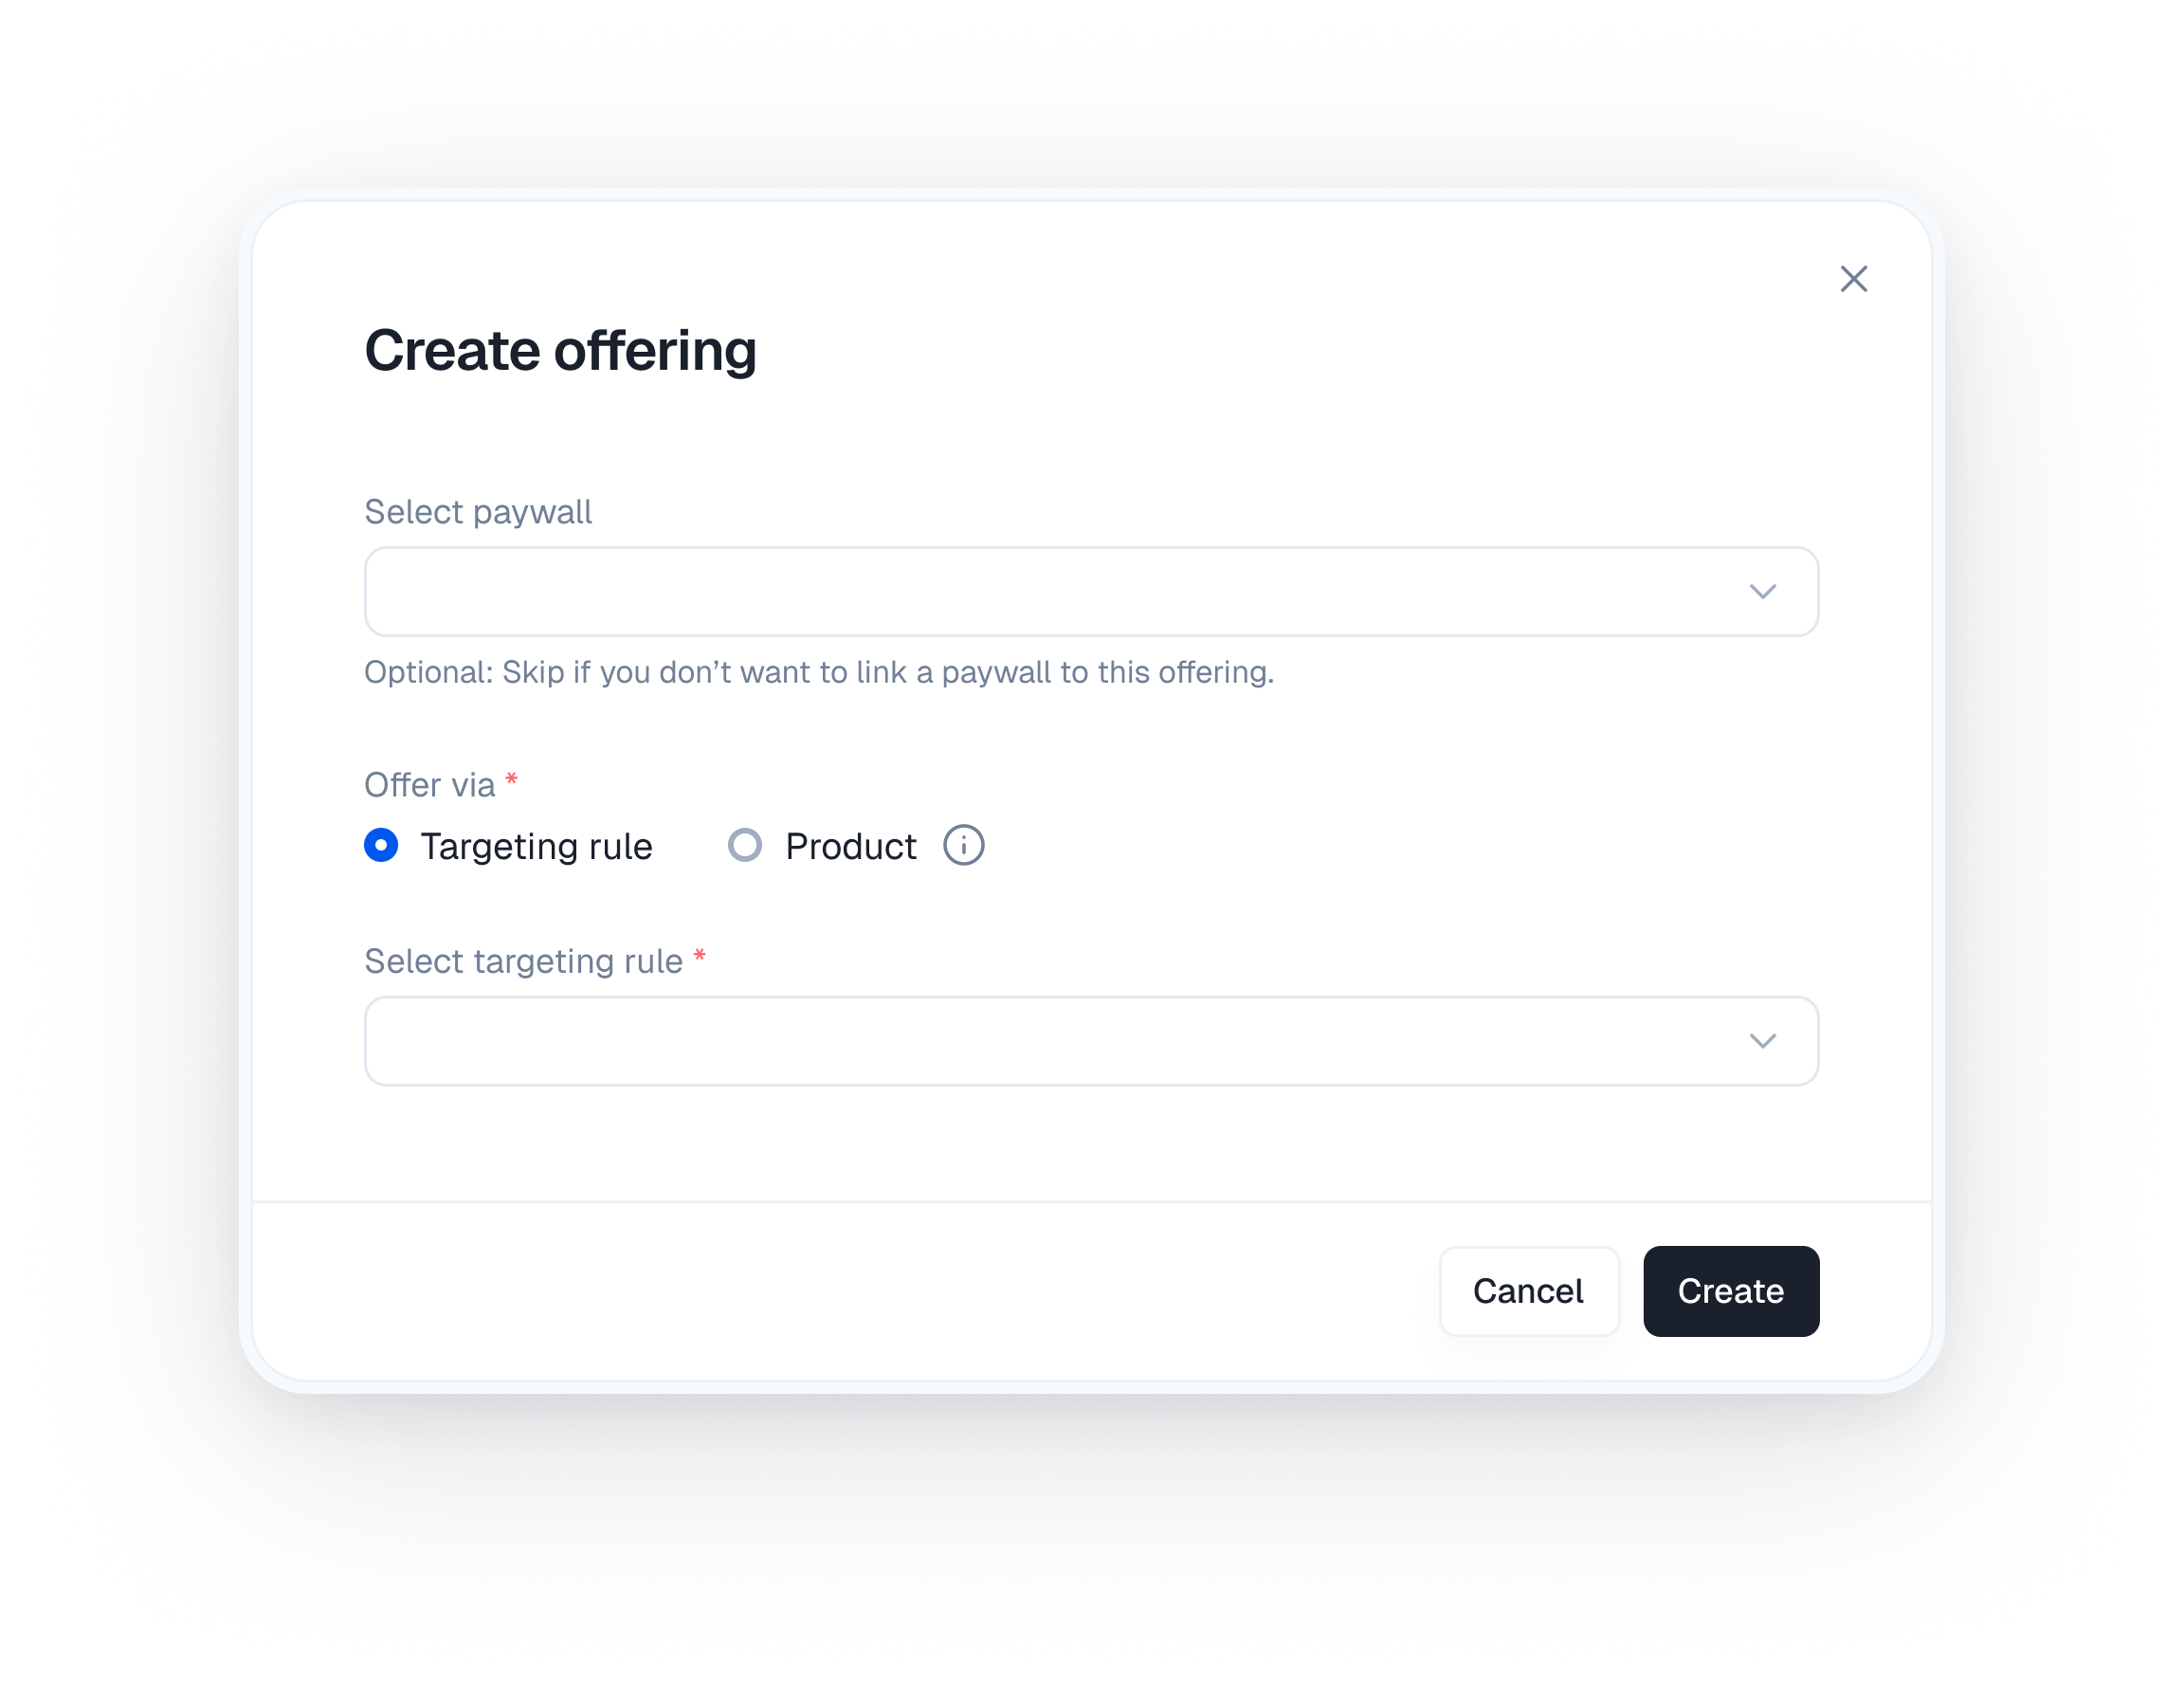 Create offering
Select paywall
Optional: Skip if you don’t want to link a paywall to this offering.
Offer via *
Targeting rule Product
Select targeting rule *
Cancel Create